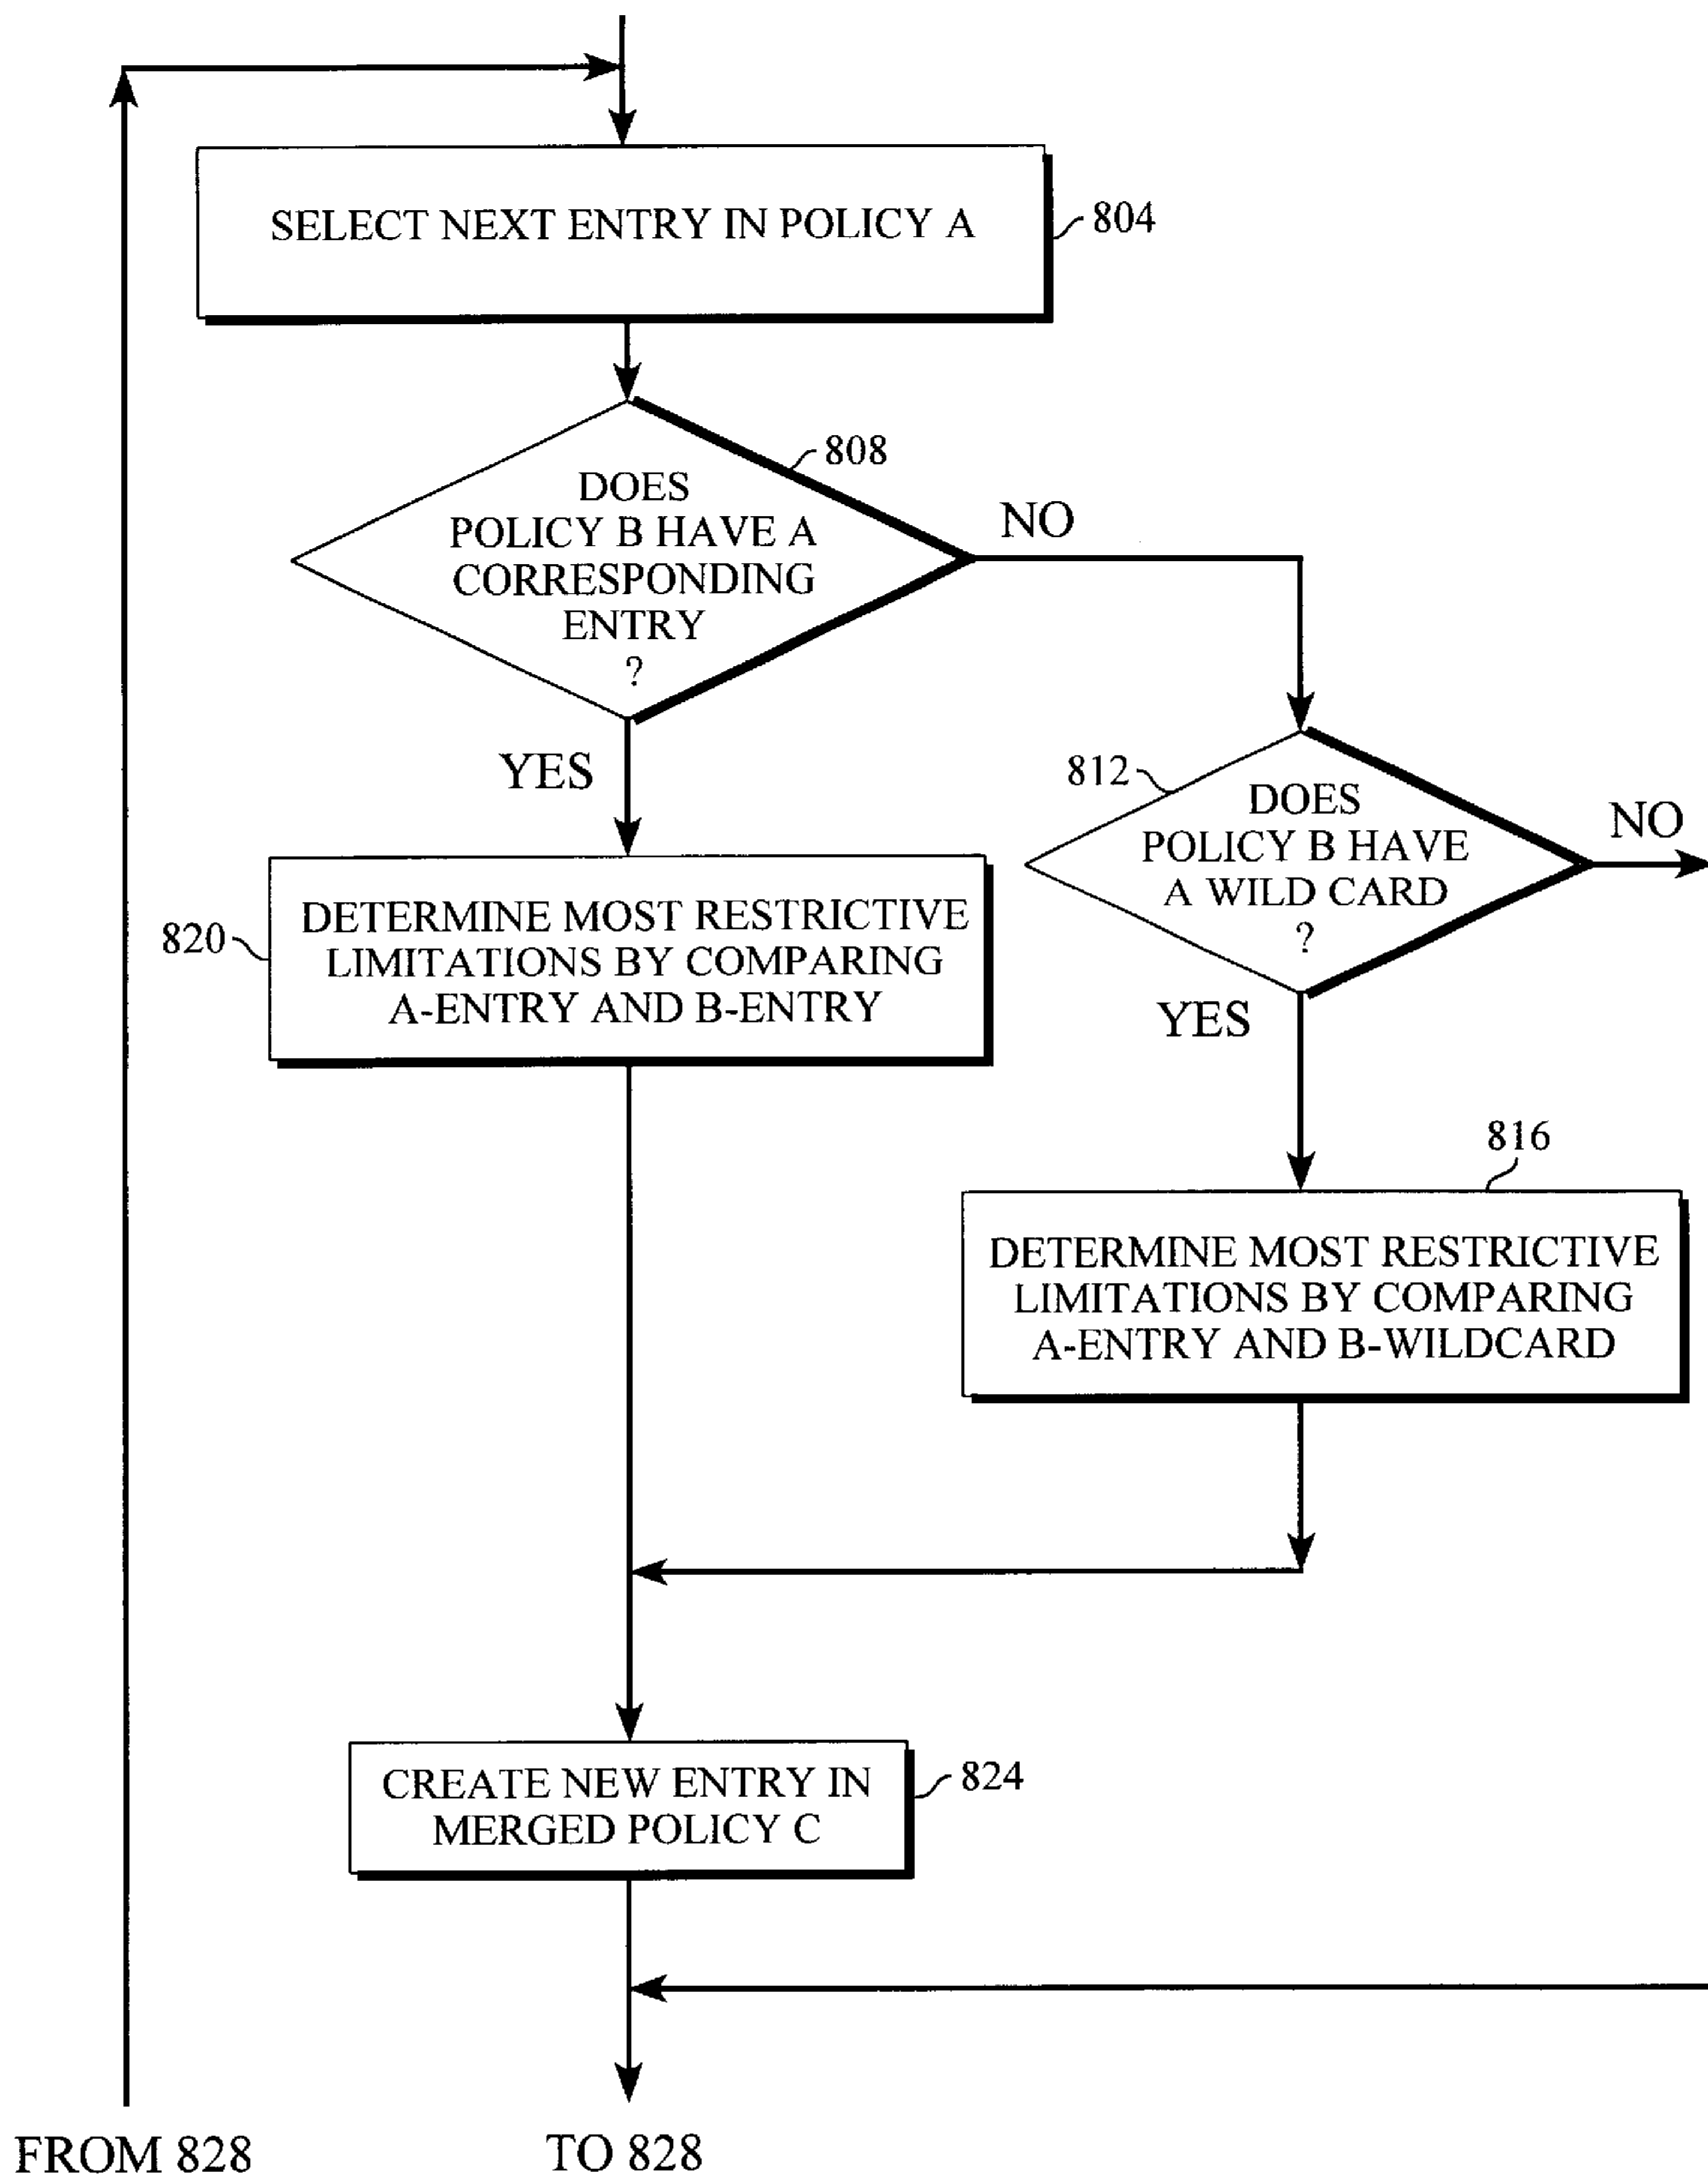 SELECT NEXT ENTRY IN POLICY A
804
808
DOES
POLICY B HAVE A
CORRESPONDING
ENTRY
?
NO
YES
812
DOES
POLICY B HAVE
A WILD CARD
?
NO
YES
820
DETERMINE MOST RESTRICTIVE
LIMITATIONS BY COMPARING
A-ENTRY AND B-ENTRY
816
DETERMINE MOST RESTRICTIVE
LIMITATIONS BY COMPARING
A-ENTRY AND B-WILDCARD
CREATE NEW ENTRY IN
MERGED POLICY C
824
FROM 828
TO 828